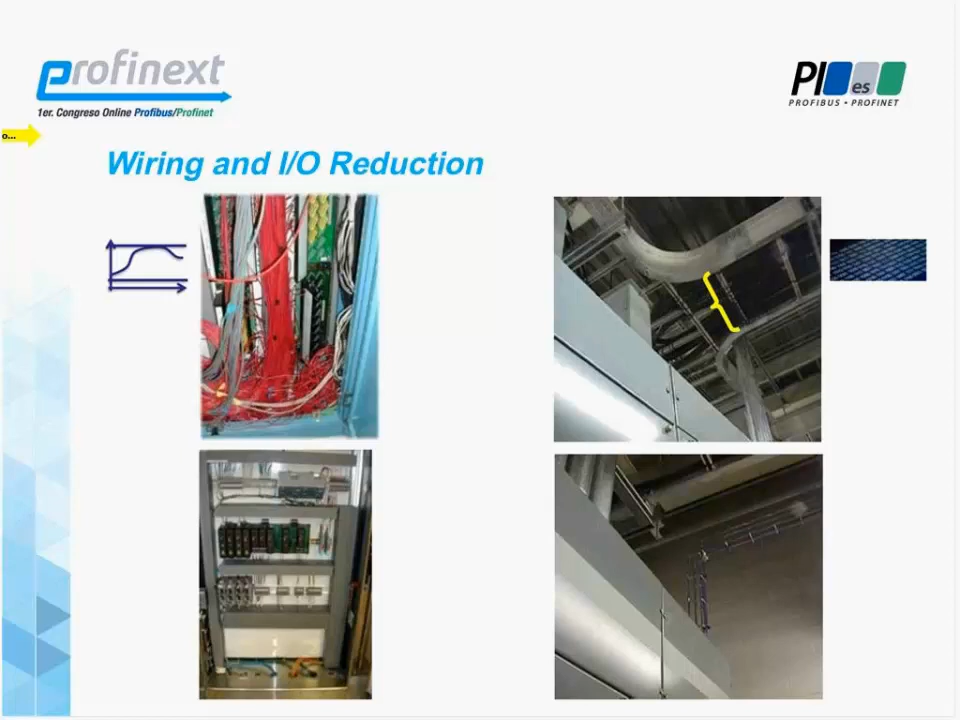 Profinext
1er. Congreso Online Profibus/Profinet
PI es
PROFIBUS • PROFINET
o...
Wiring and I/O Reduction